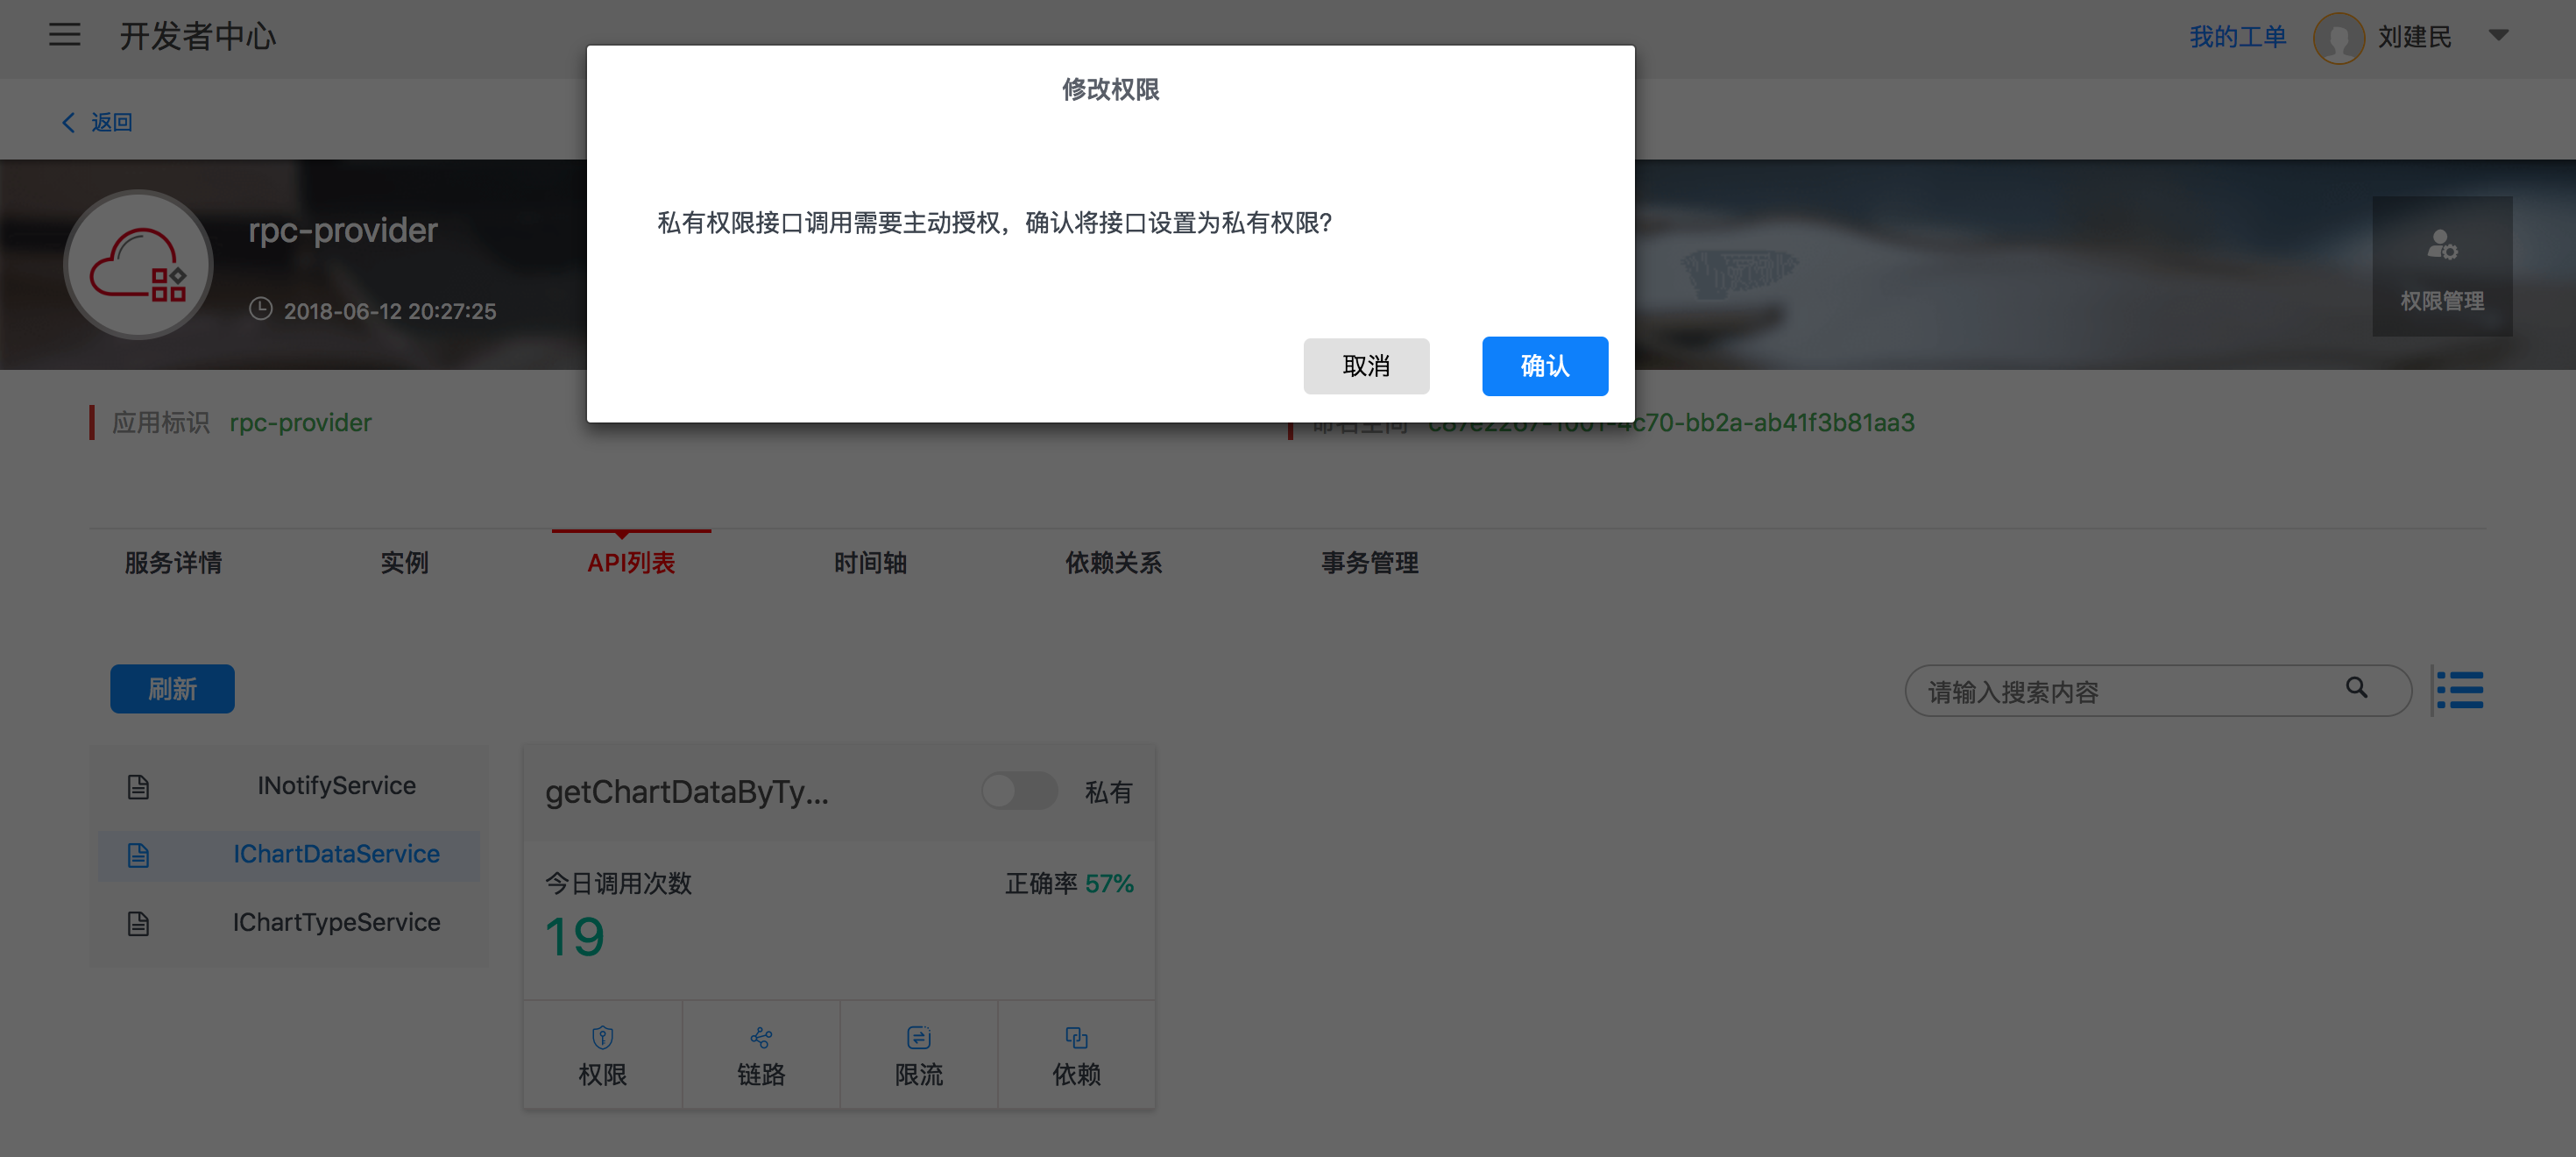 开发者中心
我的工单
刘建民
返回
修改权限
私有权限接口调用需要主动授权，确认将接口设置为私有权限?
取消
确认
rpc-provider
2018-06-12 20:27:25
权限管理
应用标识 rpc-provider
命名空间 4c70-bb2a-ab41f3b81aa3
服务详情
实例
API列表
时间轴
依赖关系
事务管理
刷新
请输入搜索内容
INotifyService
IChartDataService
IChartTypeService
getChartDataByTy...
私有
今日调用次数
正确率 57%
19
权限
链路
限流
依赖